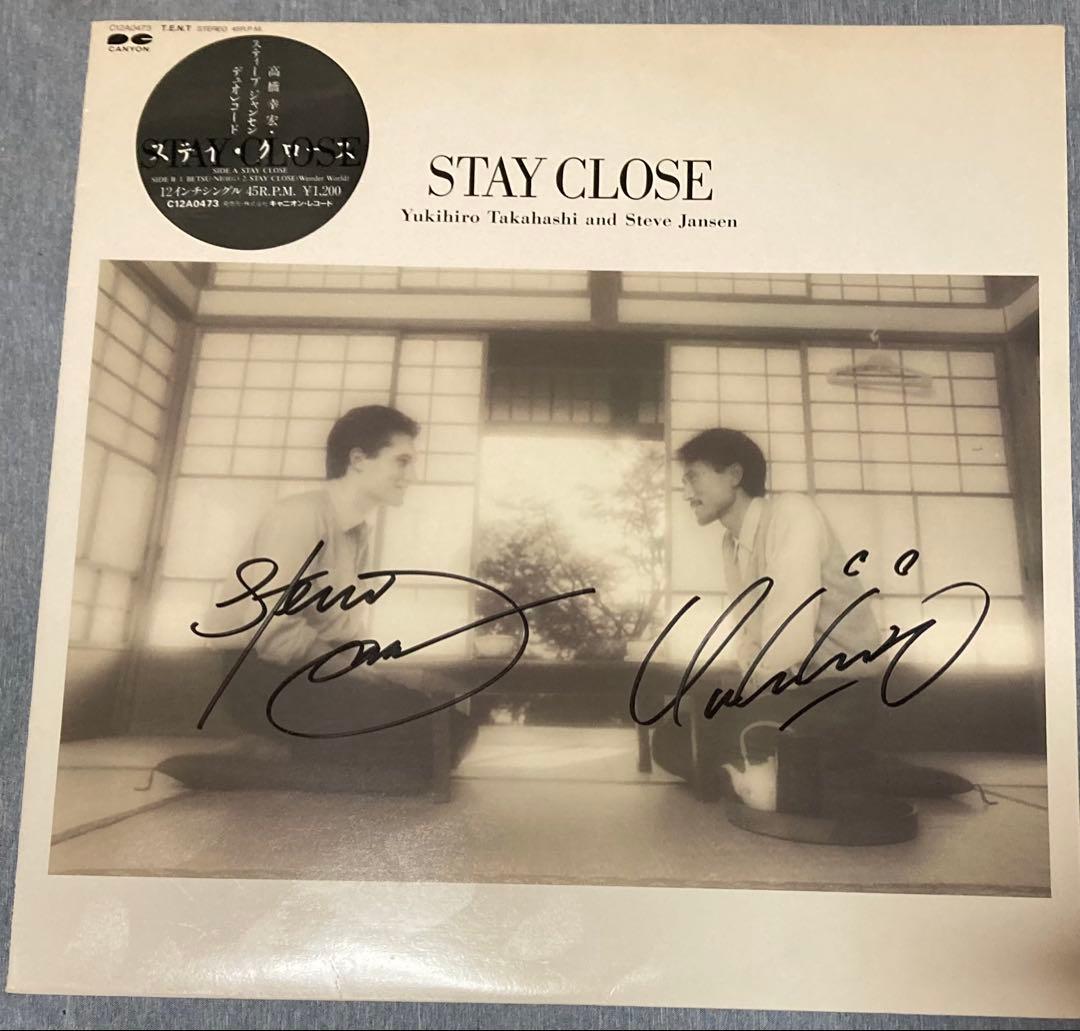 C12A0473 T.E.N.T STEREO 45R.P.M.
CANYON
高橋幸宏・
スティーブ ジャンセン
デュオンコード
STAY CLOSE
ステイ・クロース
SIDE A STAY CLOSE
SIDE B 1. BETSU-NI 2. STAY CLOSE (Wonder World)
12インチシングル 45R.P.M. ¥1,200
C12A0473 発売元・株式会社 キャニオン・レコード
STAY CLOSE
Yukihiro Takahashi and Steve Jansen
Yukihiro